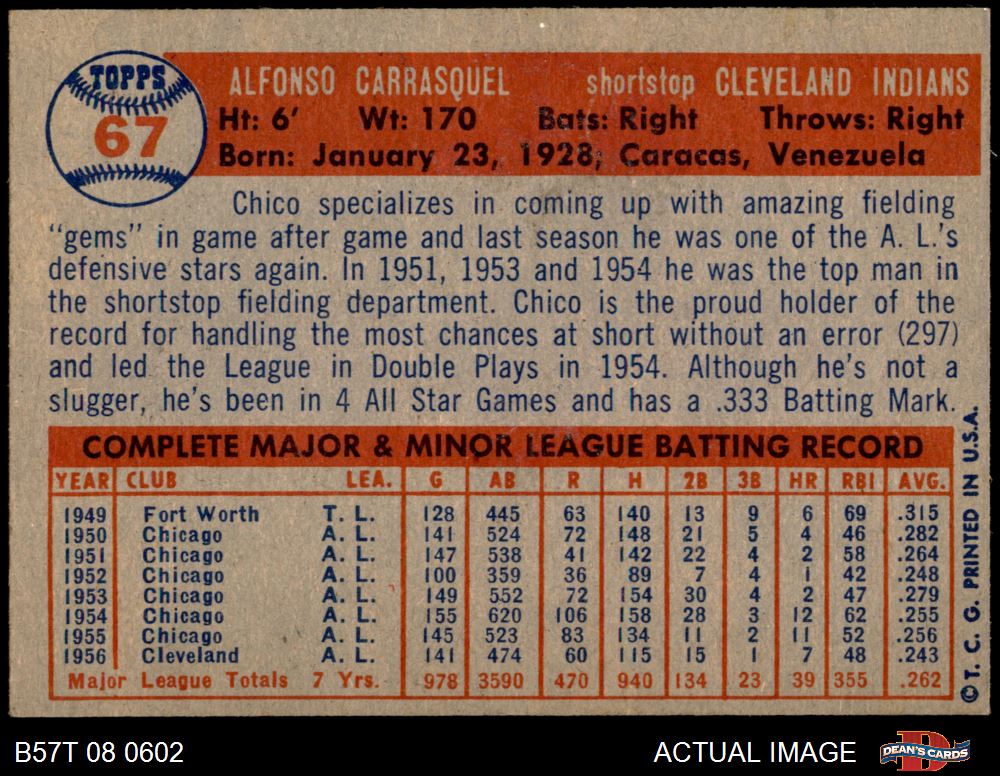 TOPPS
67
ALFONSO CARRASQUEL shortstop CLEVELAND INDIANS
Ht: 6' Wt: 170 Bats: Right Throws: Right
Born: January 23, 1928; Caracas, Venezuela
Chico specializes in coming up with amazing fielding
"gems" in game after game and last season he was one of the A. L.'s
defensive stars again. In 1951, 1953 and 1954 he was the top man in
the shortstop fielding department. Chico is the proud holder of the
record for handling the most chances at short without an error (297)
and led the League in Double Plays in 1954. Although he's not a
slugger, he's been in 4 All Star Games and has a .333 Batting Mark.
COMPLETE MAJOR & MINOR LEAGUE BATTING RECORD
YEAR CLUB LEA. G AB R H 2B 3B HR RBI AVG.
1949 Fort Worth T. L. 128 445 63 140 13 9 6 69 .315
1950 Chicago A. L. 141 524 72 148 21 5 4 46 .282
1951 Chicago A. L. 147 538 41 142 22 4 2 58 .264
1952 Chicago A. L. 100 359 36 89 7 4 1 42 .248
1953 Chicago A. L. 149 552 72 154 30 4 2 47 .279
1954 Chicago A. L. 155 620 106 158 28 3 12 62 .255
1955 Chicago A. L. 145 523 83 134 11 2 11 52 .256
1956 Cleveland A. L. 141 474 60 115 15 1 7 48 .243
Major League Totals 7 Yrs. 978 3590 470 940 134 23 39 355 .262
© T. C. G. PRINTED IN U.S.A.
B57T 08 0602 ACTUAL IMAGE
DEAN'S CARDS